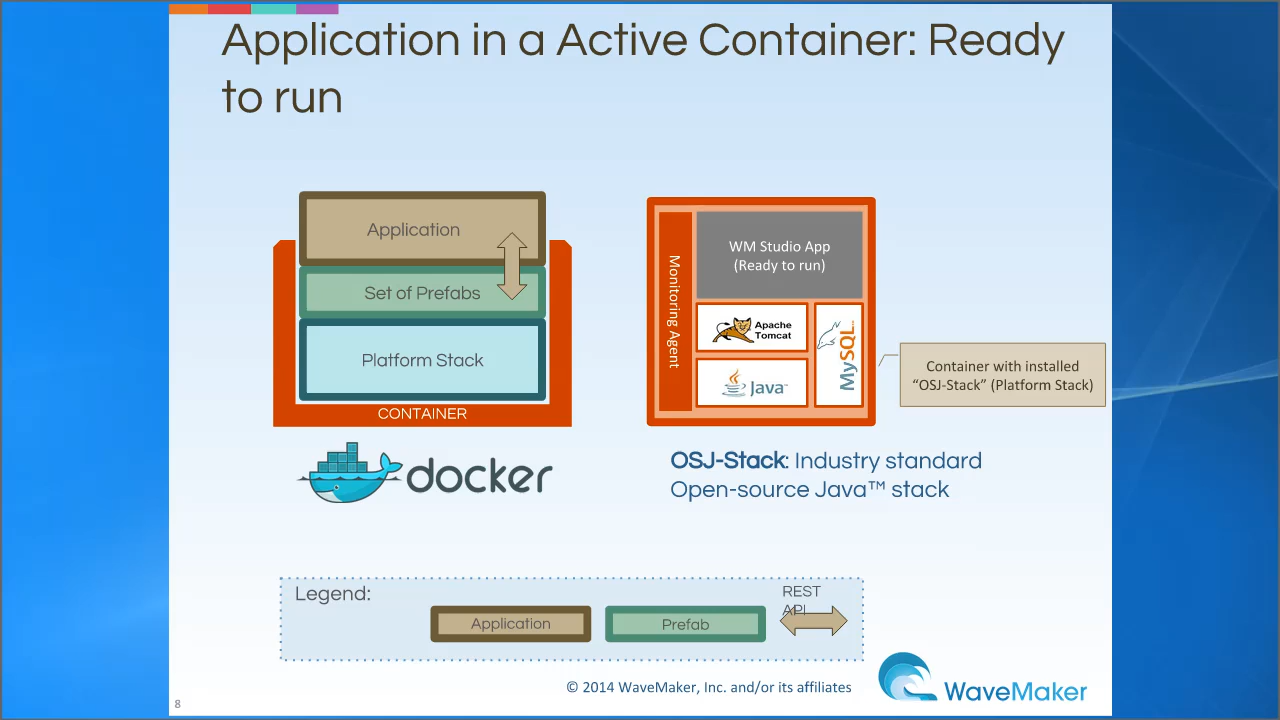 Application in a Active Container: Ready
to run
Application
Set of Prefabs
Platform Stack
CONTAINER
docker
Monitoring Agent
WM Studio App
(Ready to run)
Apache
Tomcat
Java™
MySQL™
Container with installed
“OSJ-Stack” (Platform Stack)
OSJ-Stack: Industry standard
Open-source Java™ stack
Legend:
Application
Prefab
REST
API
© 2014 WaveMaker, Inc. and/or its affiliates
WaveMaker
8